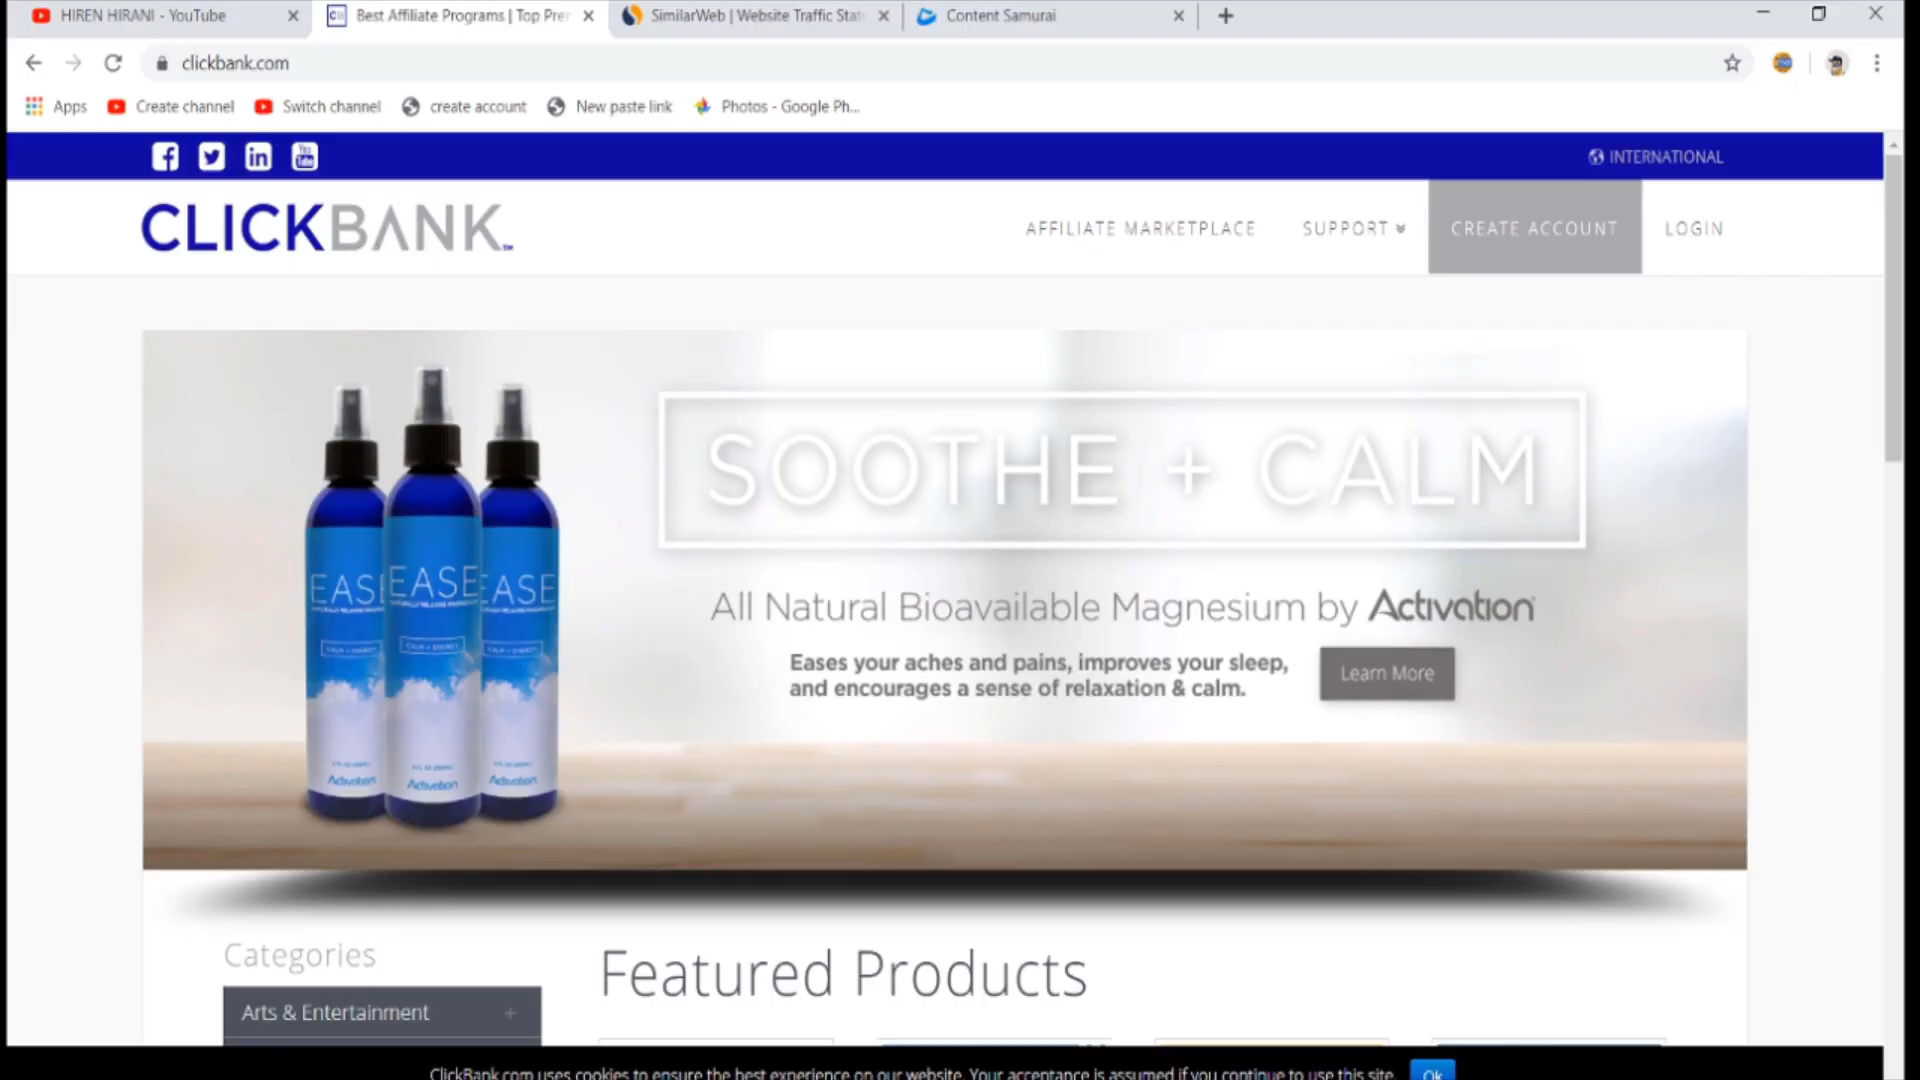 HIREN HIRANI - YouTube
Best Affiliate Programs | Top Prer
SimilarWeb | Website Traffic Stati
Content Samurai
clickbank.com
Apps
Create channel
Switch channel
create account
New paste link
Photos - Google Ph...
INTERNATIONAL
CLICKBANK
AFFILIATE MARKETPLACE
SUPPORT
CREATE ACCOUNT
LOGIN
SOOTHE + CALM
All Natural Bioavailable Magnesium by Activation
Eases your aches and pains, improves your sleep,
and encourages a sense of relaxation & calm.
Learn More
EASE EASE EASE
CALM + ENERGY
Activation Activation Activation
Categories
Featured Products
Arts & Entertainment +
ClickBank.com uses cookies to ensure the best experience on our website. Your acceptance is assumed if you continue to use this site.
Ok